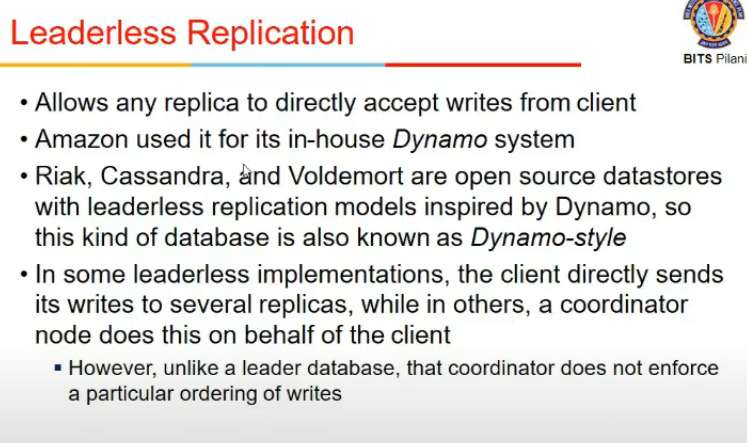 Leaderless Replication
BITS Pilani
• Allows any replica to directly accept writes from client
• Amazon used it for its in-house Dynamo system
• Riak, Cassandra, and Voldemort are open source datastores
with leaderless replication models inspired by Dynamo, so
this kind of database is also known as Dynamo-style
• In some leaderless implementations, the client directly sends
its writes to several replicas, while in others, a coordinator
node does this on behalf of the client
▪ However, unlike a leader database, that coordinator does not enforce
a particular ordering of writes